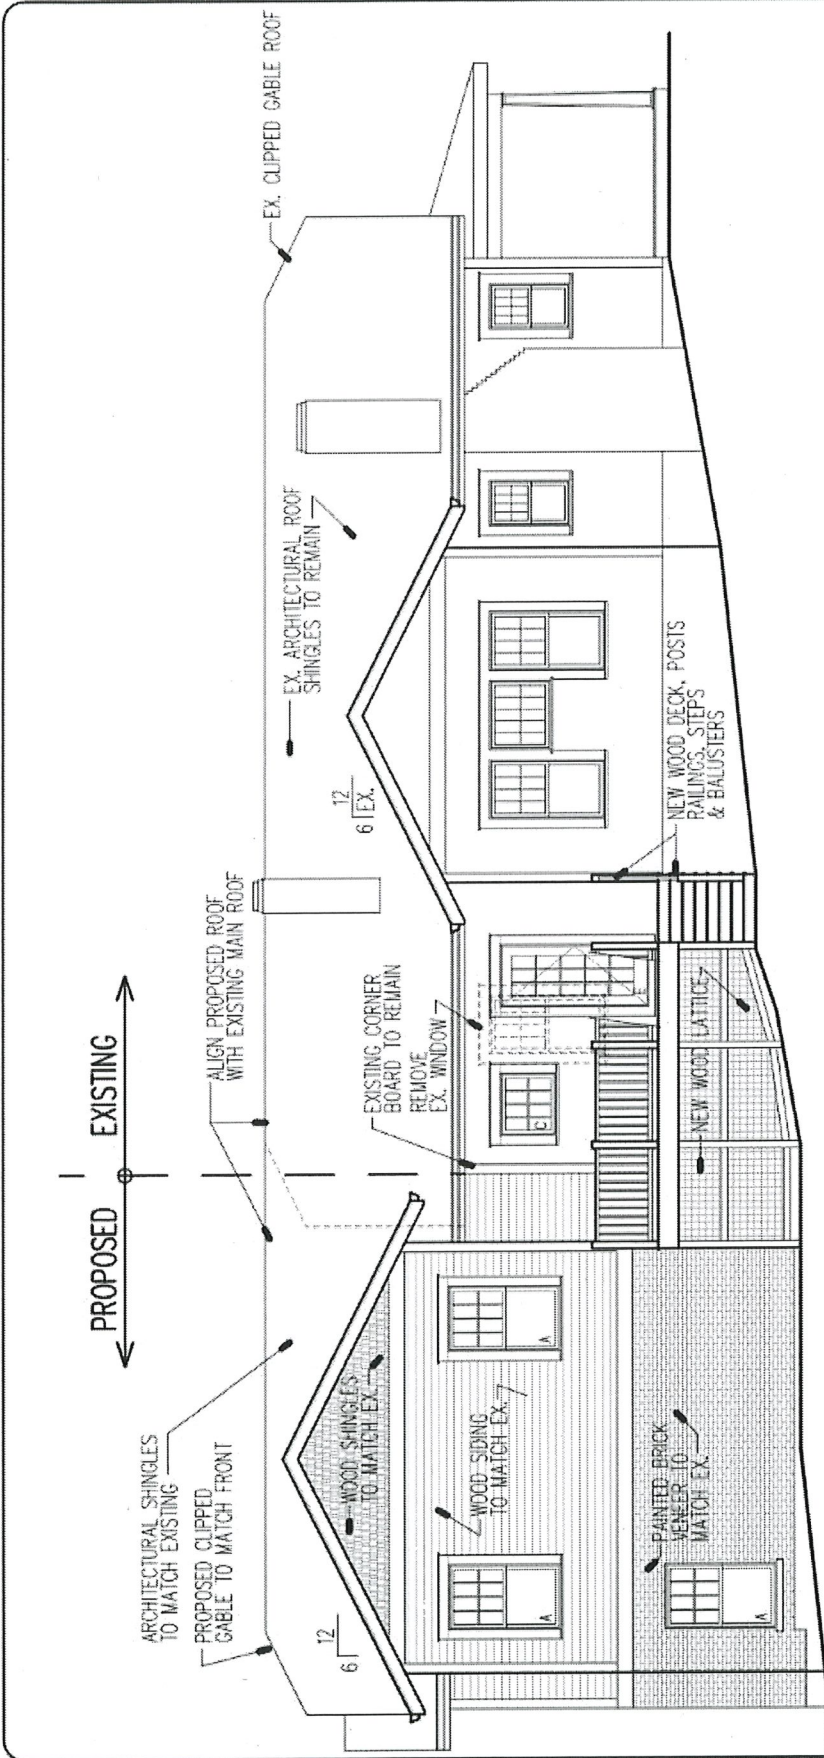 PROPOSED
EXISTING
ARCHITECTURAL SHINGLES
TO MATCH EXISTING
PROPOSED CLIPPED
GABLE TO MATCH FRONT
ALIGN PROPOSED ROOF
WITH EXISTING MAIN ROOF
EX. CLIPPED GABLE ROOF
EX. ARCHITECTURAL ROOF
SHINGLES TO REMAIN
12
6
12
6 EX.
WOOD SHINGLES
TO MATCH EX.
EXISTING CORNER
BOARD TO REMAIN
REMOVE
EX. WINDOW
WOOD SIDING
TO MATCH EX.
A
A
C
E
PAINTED BRICK
VENEER TO
MATCH EX.
A
NEW WOOD LATTICE
NEW WOOD DECK, POSTS
RAILINGS, STEPS
& BALUSTERS